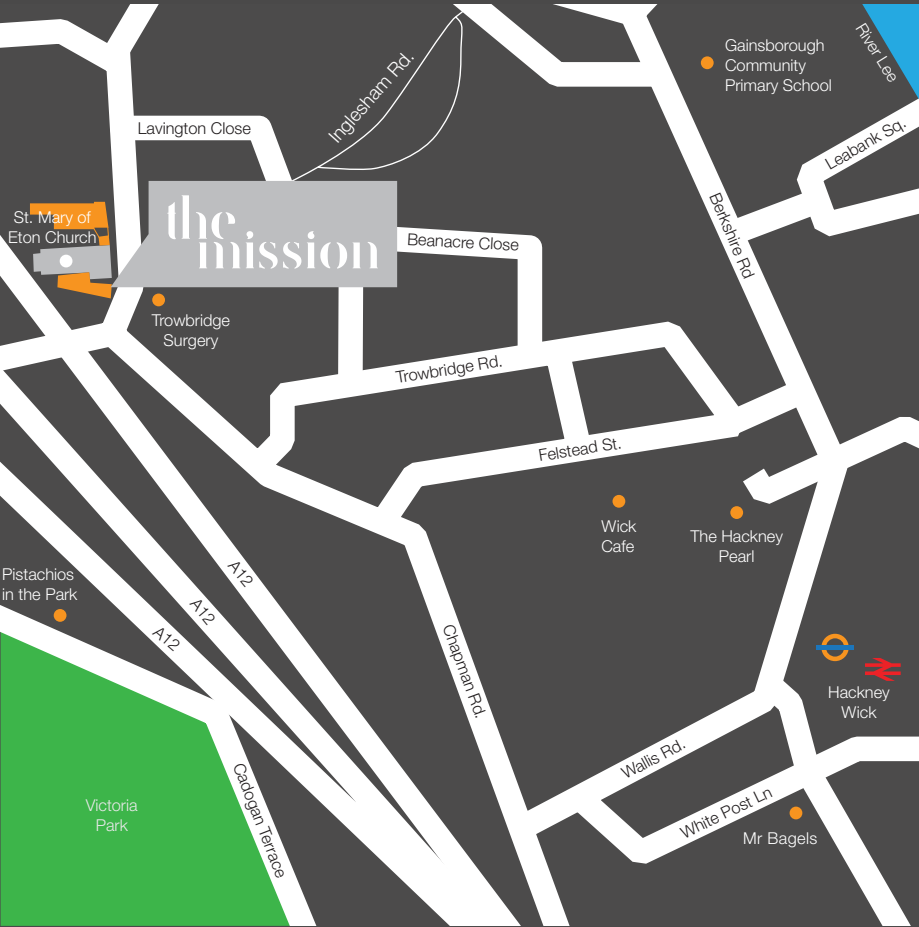 Gainsborough
Community
Primary School
River Lee
Inglesham Rd.
Lavington Close
Leabank Sq.
St. Mary of
Eton Church
the
mission
Beanacre Close
Berkshire Rd
Trowbridge
Surgery
Trowbridge Rd.
Felstead St.
Wick
Cafe
The Hackney
Pearl
Pistachios
in the Park
A12
A12
A12
Chapman Rd.
Hackney
Wick
Wallis Rd.
White Post Ln
Mr Bagels
Cadogan Terrace
Victoria
Park